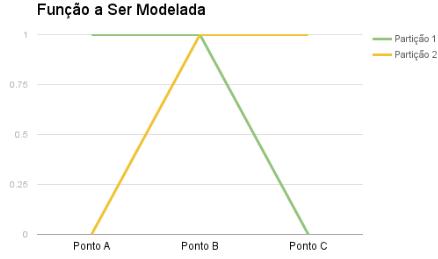 Função a Ser Modelada
Partição 1
Partição 2
1
0.75
0.5
0.25
0
Ponto A
Ponto B
Ponto C